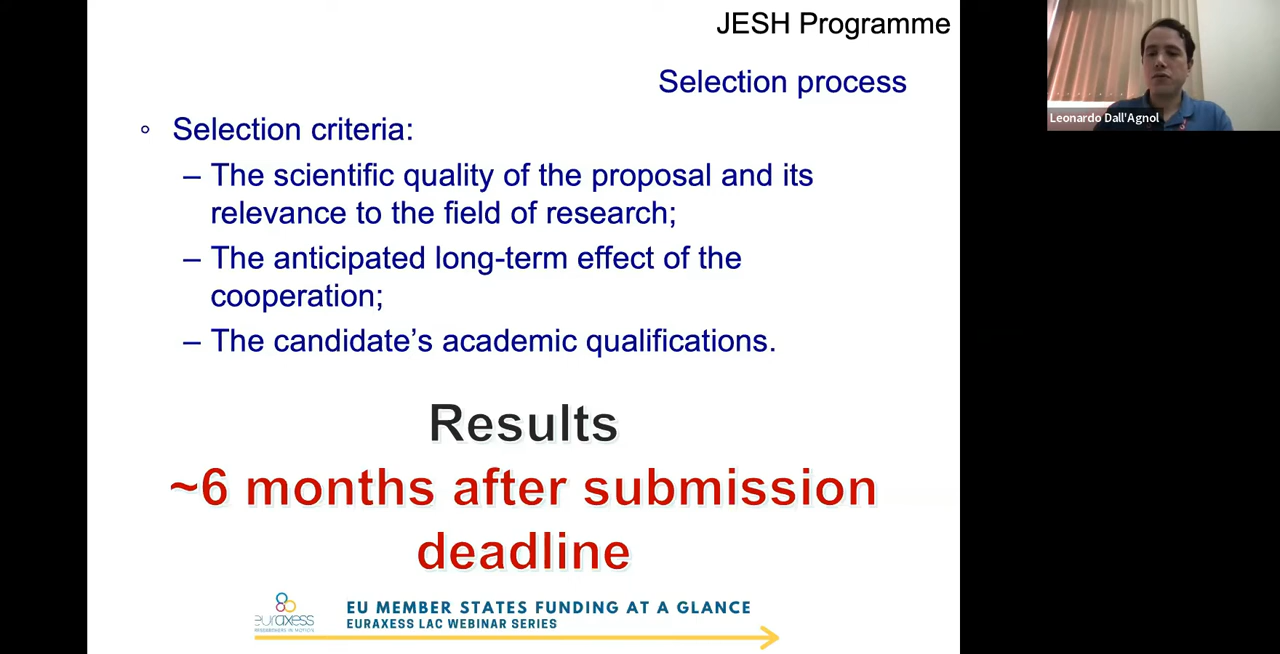 JESH Programme
Selection process
Selection criteria:
– The scientific quality of the proposal and its
relevance to the field of research;
– The anticipated long-term effect of the
cooperation;
– The candidate’s academic qualifications.
Results
~6 months after submission
deadline
euraxess
RESEARCHERS IN MOTION
EU MEMBER STATES FUNDING AT A GLANCE
EURAXESS LAC WEBINAR SERIES
Leonardo Dall'Agnol